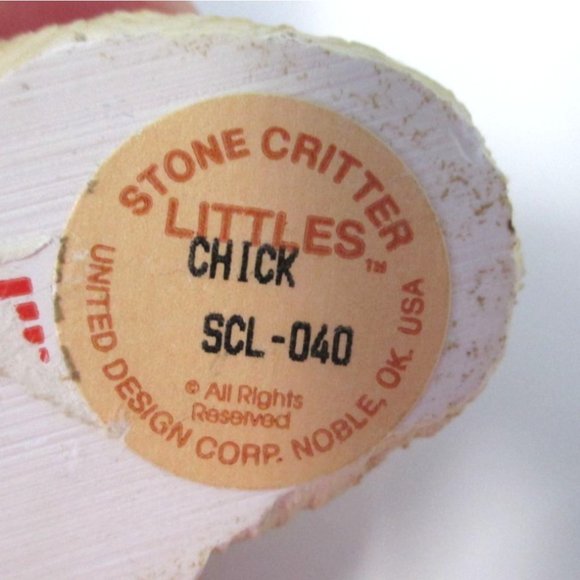 STONE CRITTER
LITTLES™
CHICK
SCL-040
© All Rights
Reserved
UNITED DESIGN CORP. NOBLE, OK. USA